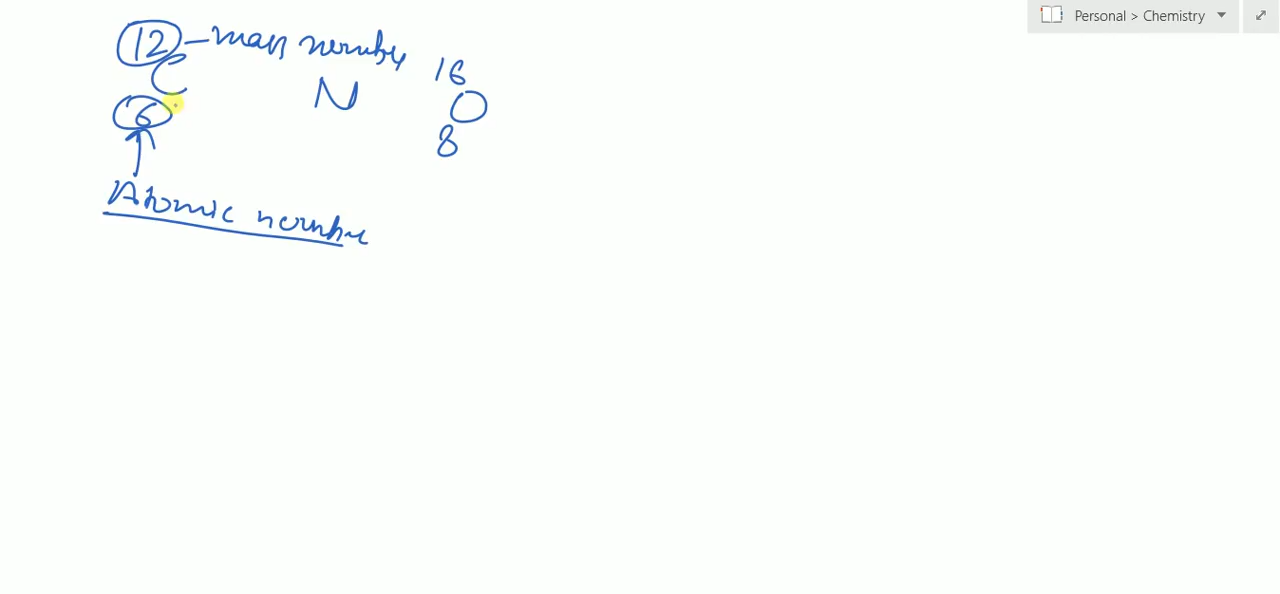 Personal > Chemistry
12 - mass number
C N 16 O
6 8
Atomic number